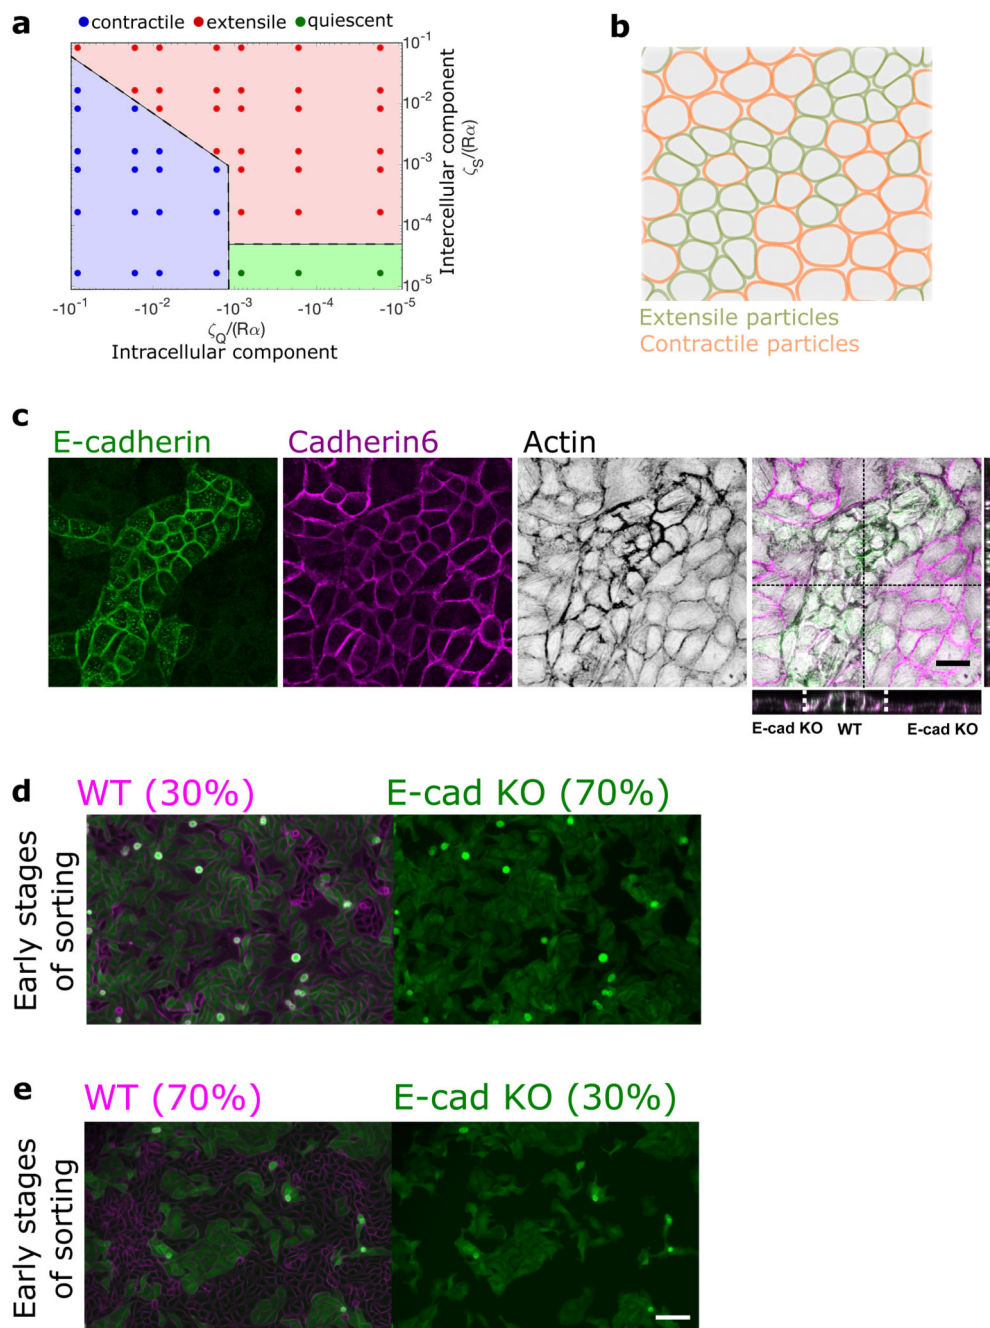 a
contractile extensile quiescent
10^-1
10^-2
10^-3
10^-4
10^-5
Intercellular component
ζ_S/(Rα)
-10^-1 -10^-2 -10^-3 -10^-4 -10^-5
ζ_Q/(Rα)
Intracellular component
b
Extensile particles
Contractile particles
c
E-cadherin Cadherin6 Actin
E-cad KO WT E-cad KO
d
WT (30%) E-cad KO (70%)
Early stages
of sorting
e
WT (70%) E-cad KO (30%)
Early stages
of sorting